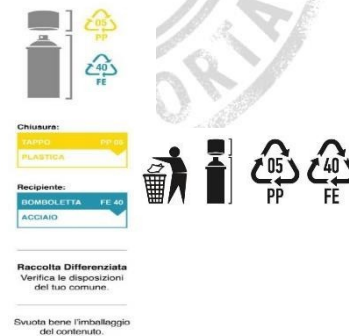 05
PP
40
FE
Chiusura:
TAPPO PP 05
PLASTICA
Recipiente:
BOMBOLETTA FE 40
ACCIAIO
Raccolta Differenziata
Verifica le disposizioni
del tuo comune.
Svuota bene l'imballaggio
del contenuto.
05
PP
40
FE